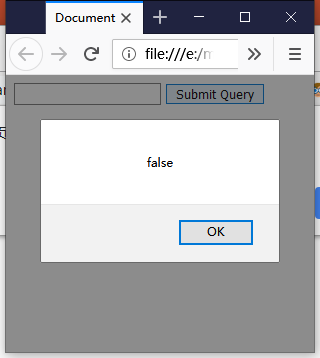 Document
file:///e:/
Submit Query
false
OK